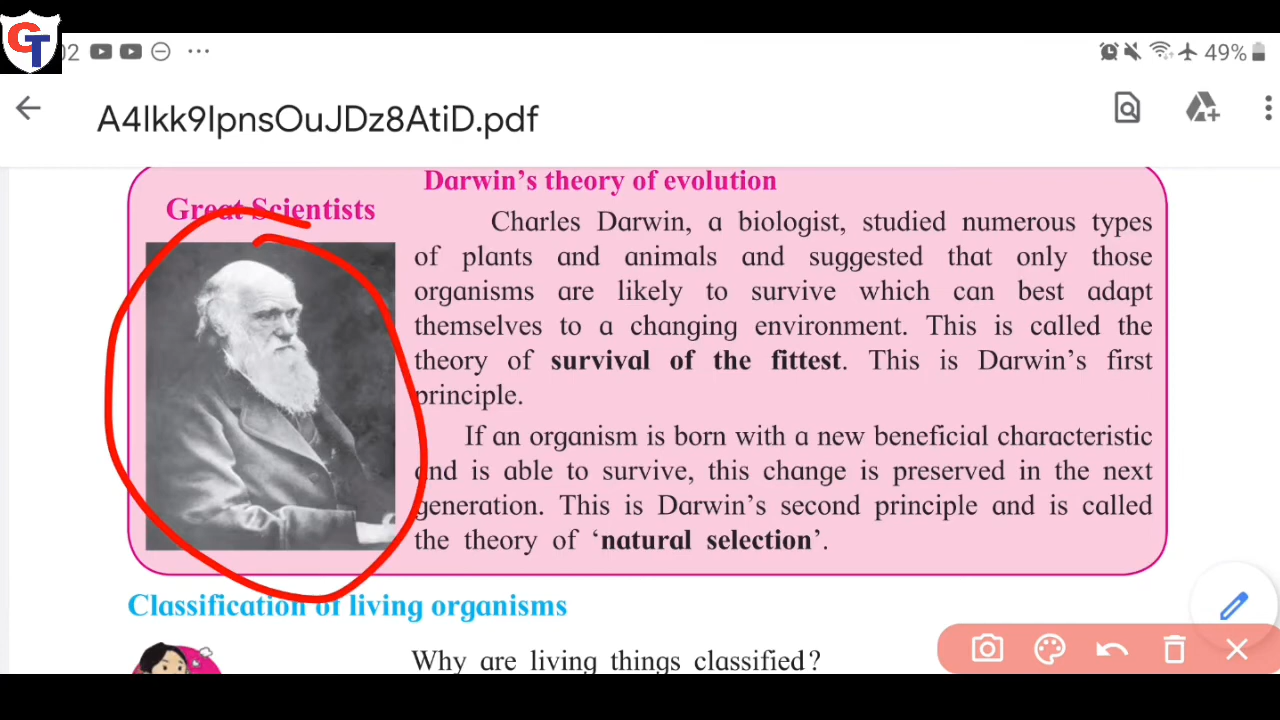 GT
02
49%
A4lkk9lpnsOuJDz8AtiD.pdf
Darwin's theory of evolution
Great Scientists
Charles Darwin, a biologist, studied numerous types
of plants and animals and suggested that only those
organisms are likely to survive which can best adapt
themselves to a changing environment. This is called the
theory of survival of the fittest. This is Darwin's first
principle.
If an organism is born with a new beneficial characteristic
and is able to survive, this change is preserved in the next
generation. This is Darwin's second principle and is called
the theory of ‘natural selection’.
Classification of living organisms
Why are living things classified?